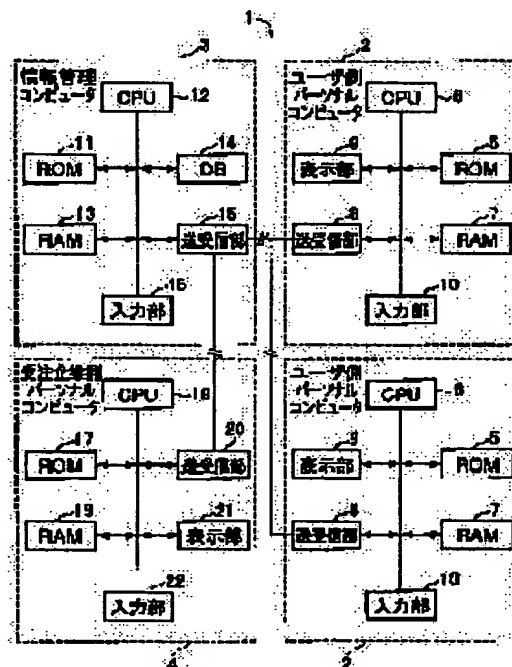 1
3
情報管理
コンピュータ
CPU
12
11
ROM
14
DB
13
RAM
15
送受信部
入力部
2
ユーザ側
パーソナル
コンピュータ
CPU
6
9
表示部
5
ROM
8
送受信部
7
RAM
10
入力部
受注企業側
パーソナル
コンピュータ
CPU
18
17
ROM
20
送受信部
19
RAM
21
表示部
22
入力部
4
ユーザ側
パーソナル
コンピュータ
CPU
6
9
表示部
5
ROM
8
送受信部
7
RAM
10
入力部
2